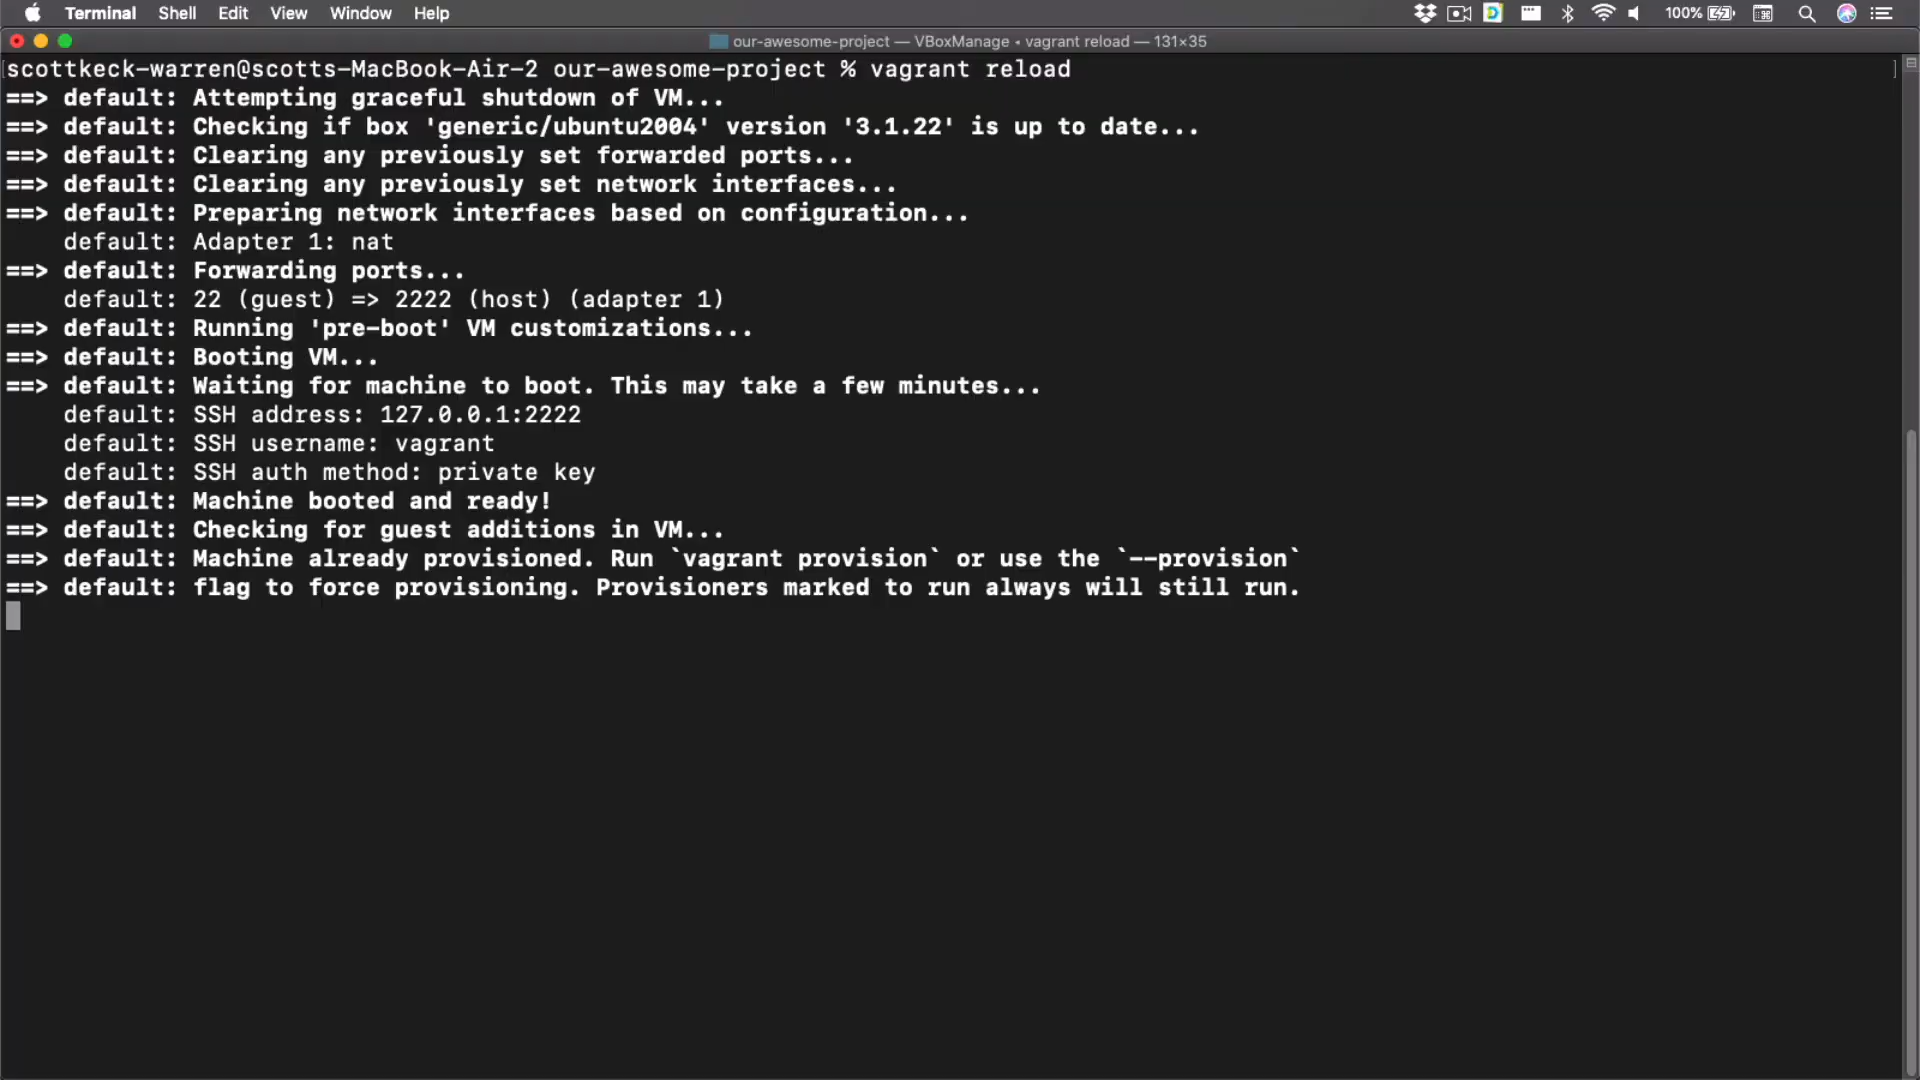 Terminal Shell Edit View Window Help 100%
our-awesome-project — VBoxManage • vagrant reload — 131×35
scottkeck-warren@scotts-MacBook-Air-2 our-awesome-project % vagrant reload
==> default: Attempting graceful shutdown of VM...
==> default: Checking if box 'generic/ubuntu2004' version '3.1.22' is up to date...
==> default: Clearing any previously set forwarded ports...
==> default: Clearing any previously set network interfaces...
==> default: Preparing network interfaces based on configuration...
    default: Adapter 1: nat
==> default: Forwarding ports...
    default: 22 (guest) => 2222 (host) (adapter 1)
==> default: Running 'pre-boot' VM customizations...
==> default: Booting VM...
==> default: Waiting for machine to boot. This may take a few minutes...
    default: SSH address: 127.0.0.1:2222
    default: SSH username: vagrant
    default: SSH auth method: private key
==> default: Machine booted and ready!
==> default: Checking for guest additions in VM...
==> default: Machine already provisioned. Run `vagrant provision` or use the `--provision`
==> default: flag to force provisioning. Provisioners marked to run always will still run.